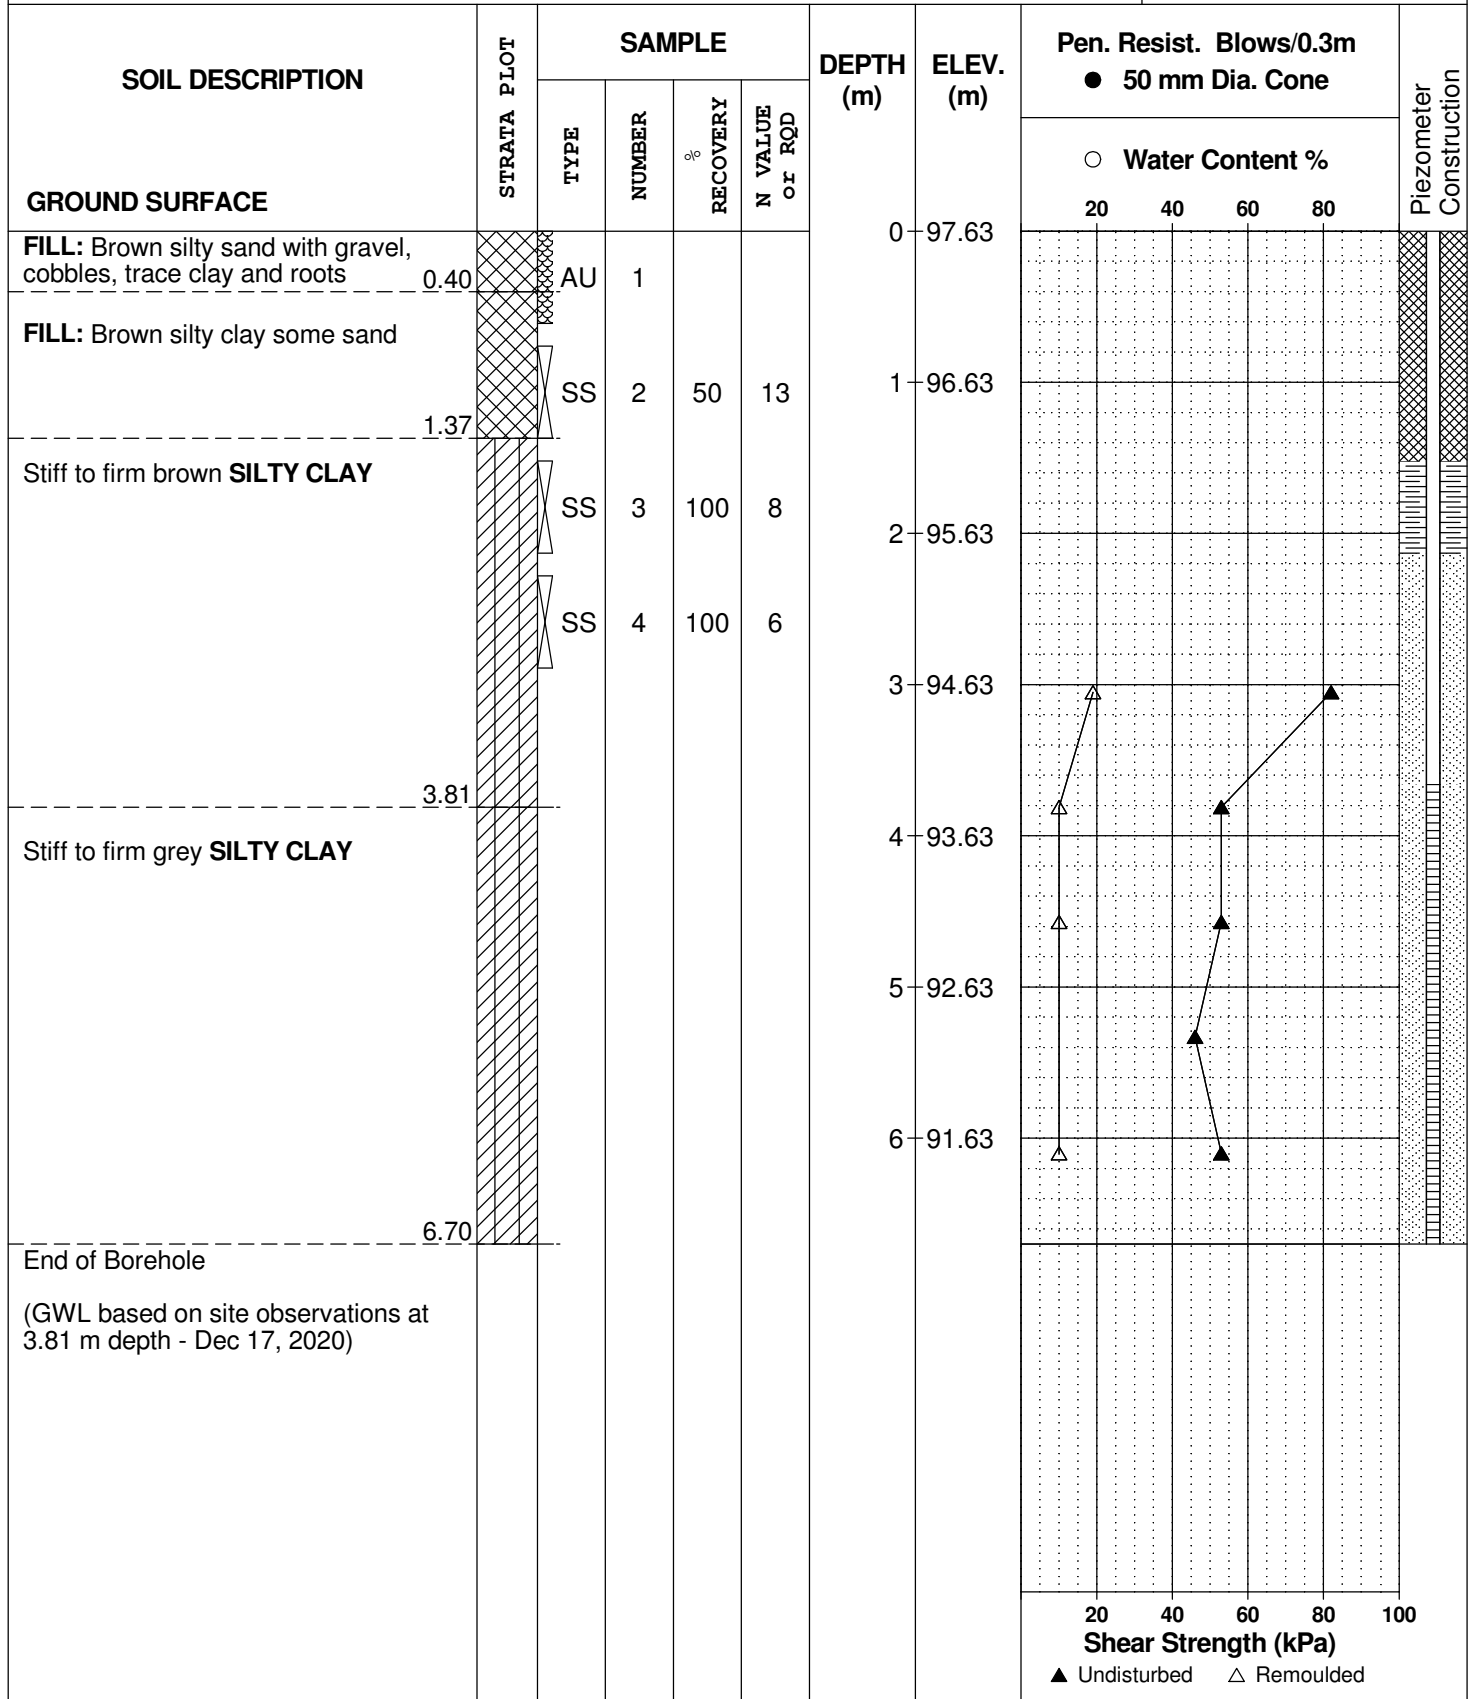 SOIL DESCRIPTION
GROUND SURFACE
STRATA PLOT
SAMPLE
TYPE
NUMBER
%
RECOVERY
N VALUE
or RQD
DEPTH
(m)
ELEV.
(m)
Pen. Resist. Blows/0.3m
● 50 mm Dia. Cone
○ Water Content %
20 40 60 80
Piezometer
Construction
FILL: Brown silty sand with gravel,
cobbles, trace clay and roots 0.40
AU 1
0 97.63
FILL: Brown silty clay some sand
SS 2 50 13
1 96.63
1.37
Stiff to firm brown SILTY CLAY
SS 3 100 8
2 95.63
SS 4 100 6
3 94.63
3.81
4 93.63
Stiff to firm grey SILTY CLAY
5 92.63
6 91.63
6.70
End of Borehole
(GWL based on site observations at
3.81 m depth - Dec 17, 2020)
20 40 60 80 100
Shear Strength (kPa)
▲ Undisturbed △ Remoulded